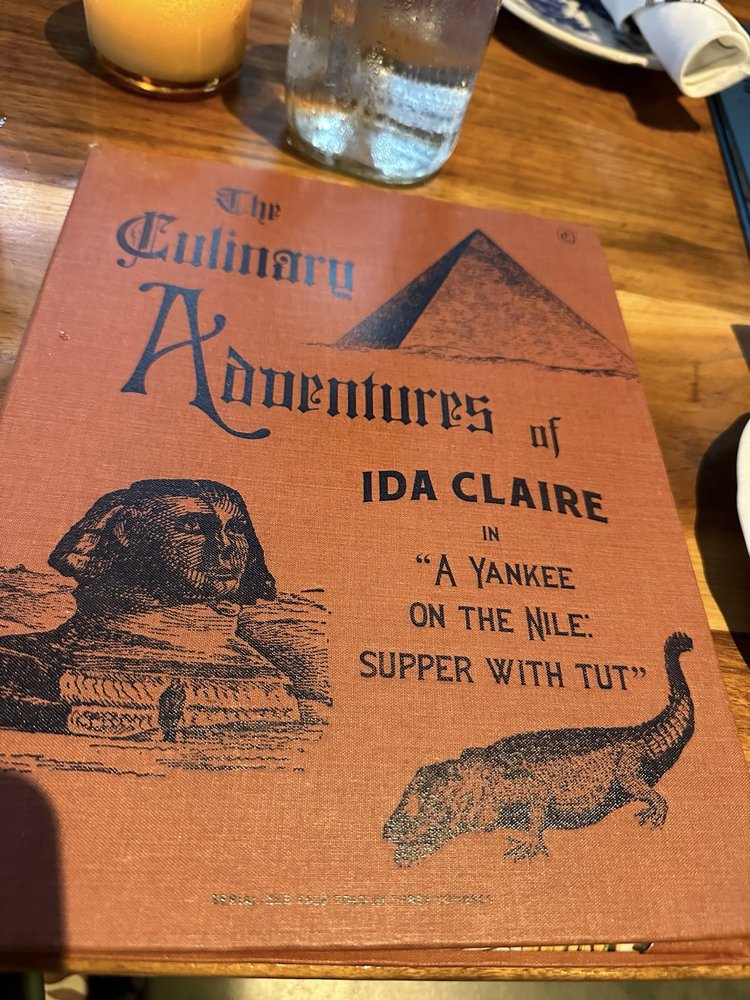 The
Culinary
Adventures of
IDA CLAIRE
IN
“A YANKEE
ON THE NILE:
SUPPER WITH TUT”